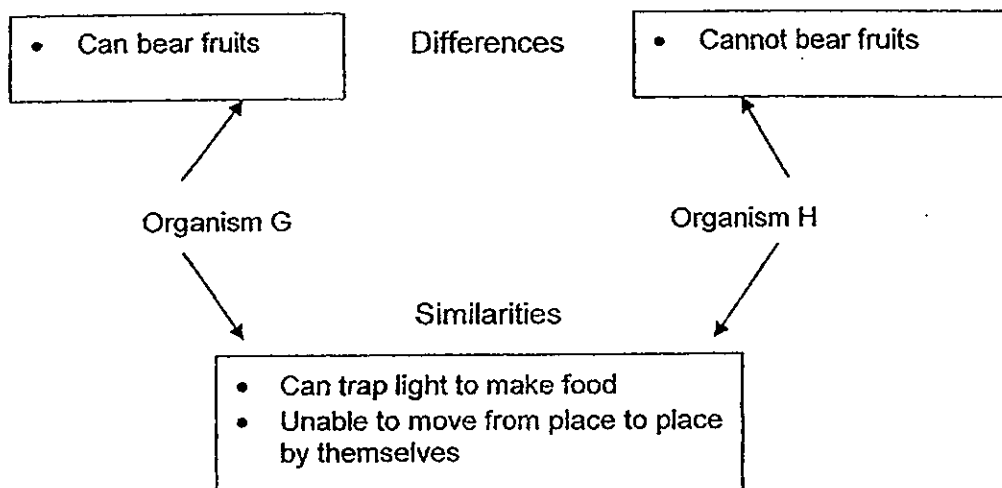 • Can bear fruits
Differences
• Cannot bear fruits
Organism G
Organism H
Similarities
• Can trap light to make food
• Unable to move from place to place
by themselves